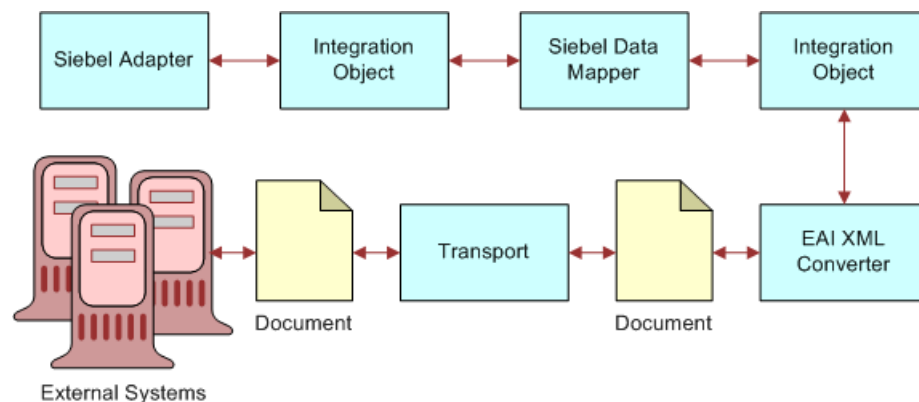 Siebel Adapter
Integration
Object
Siebel Data
Mapper
Integration
Object
Transport
EAI XML
Converter
Document
Document
External Systems